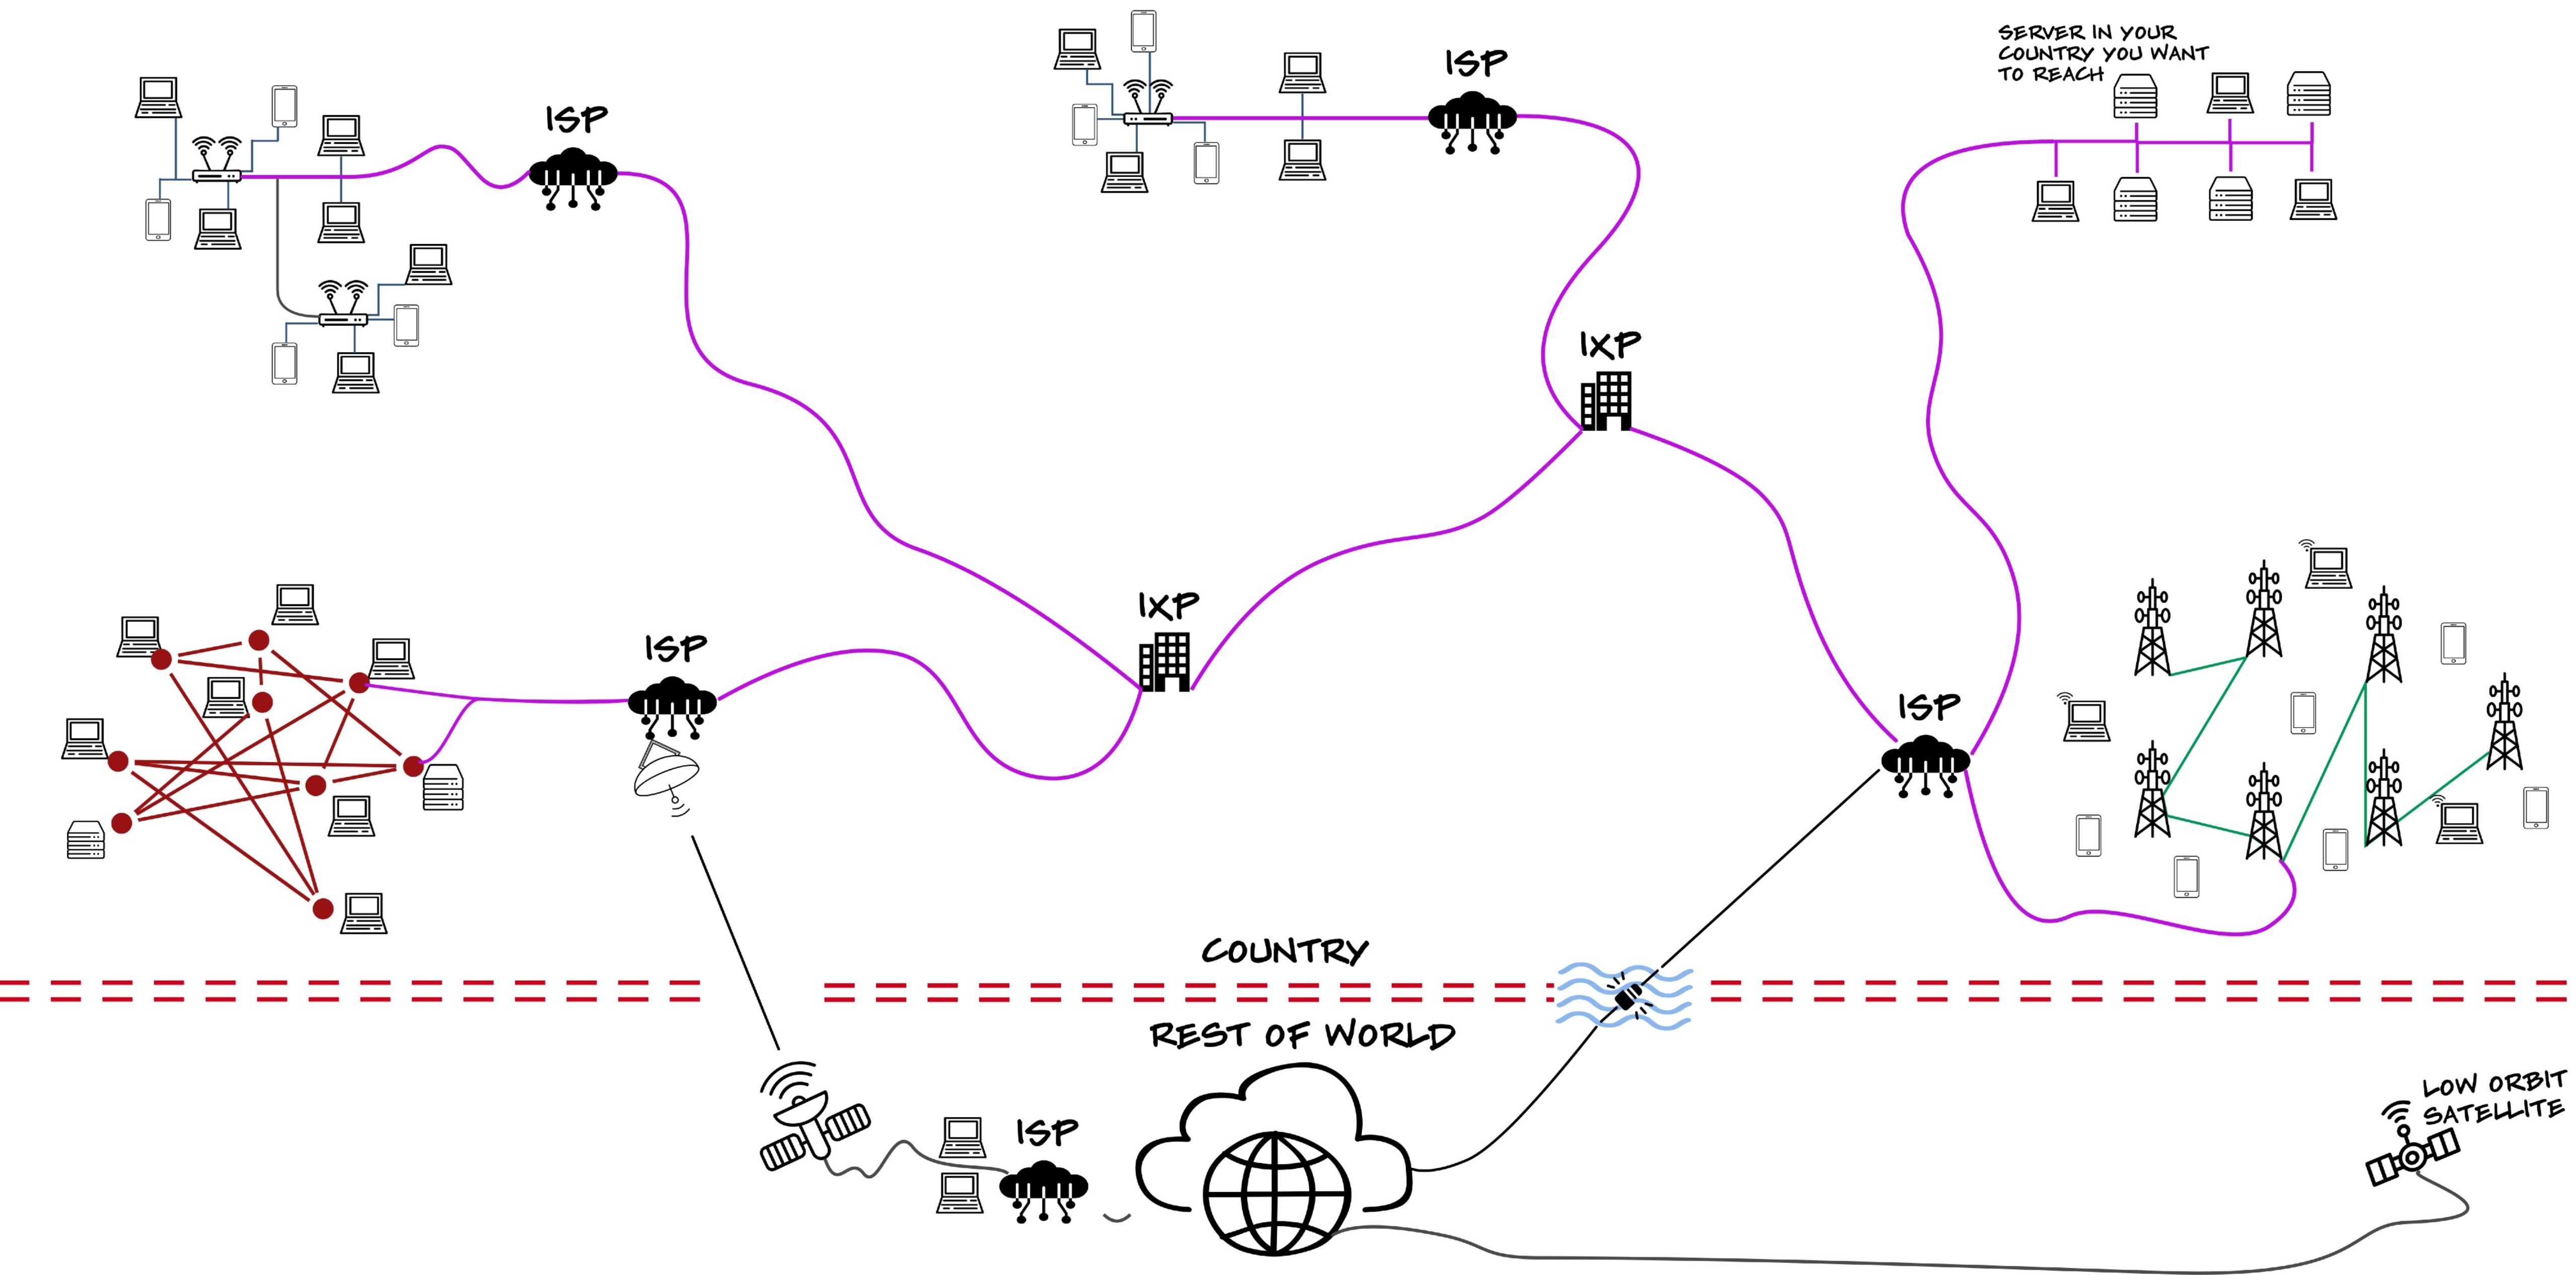 SERVER IN YOUR
COUNTRY YOU WANT
TO REACH
ISP
ISP
IXP
IXP
ISP
ISP
COUNTRY
REST OF WORLD
ISP
LOW ORBIT
SATELLITE